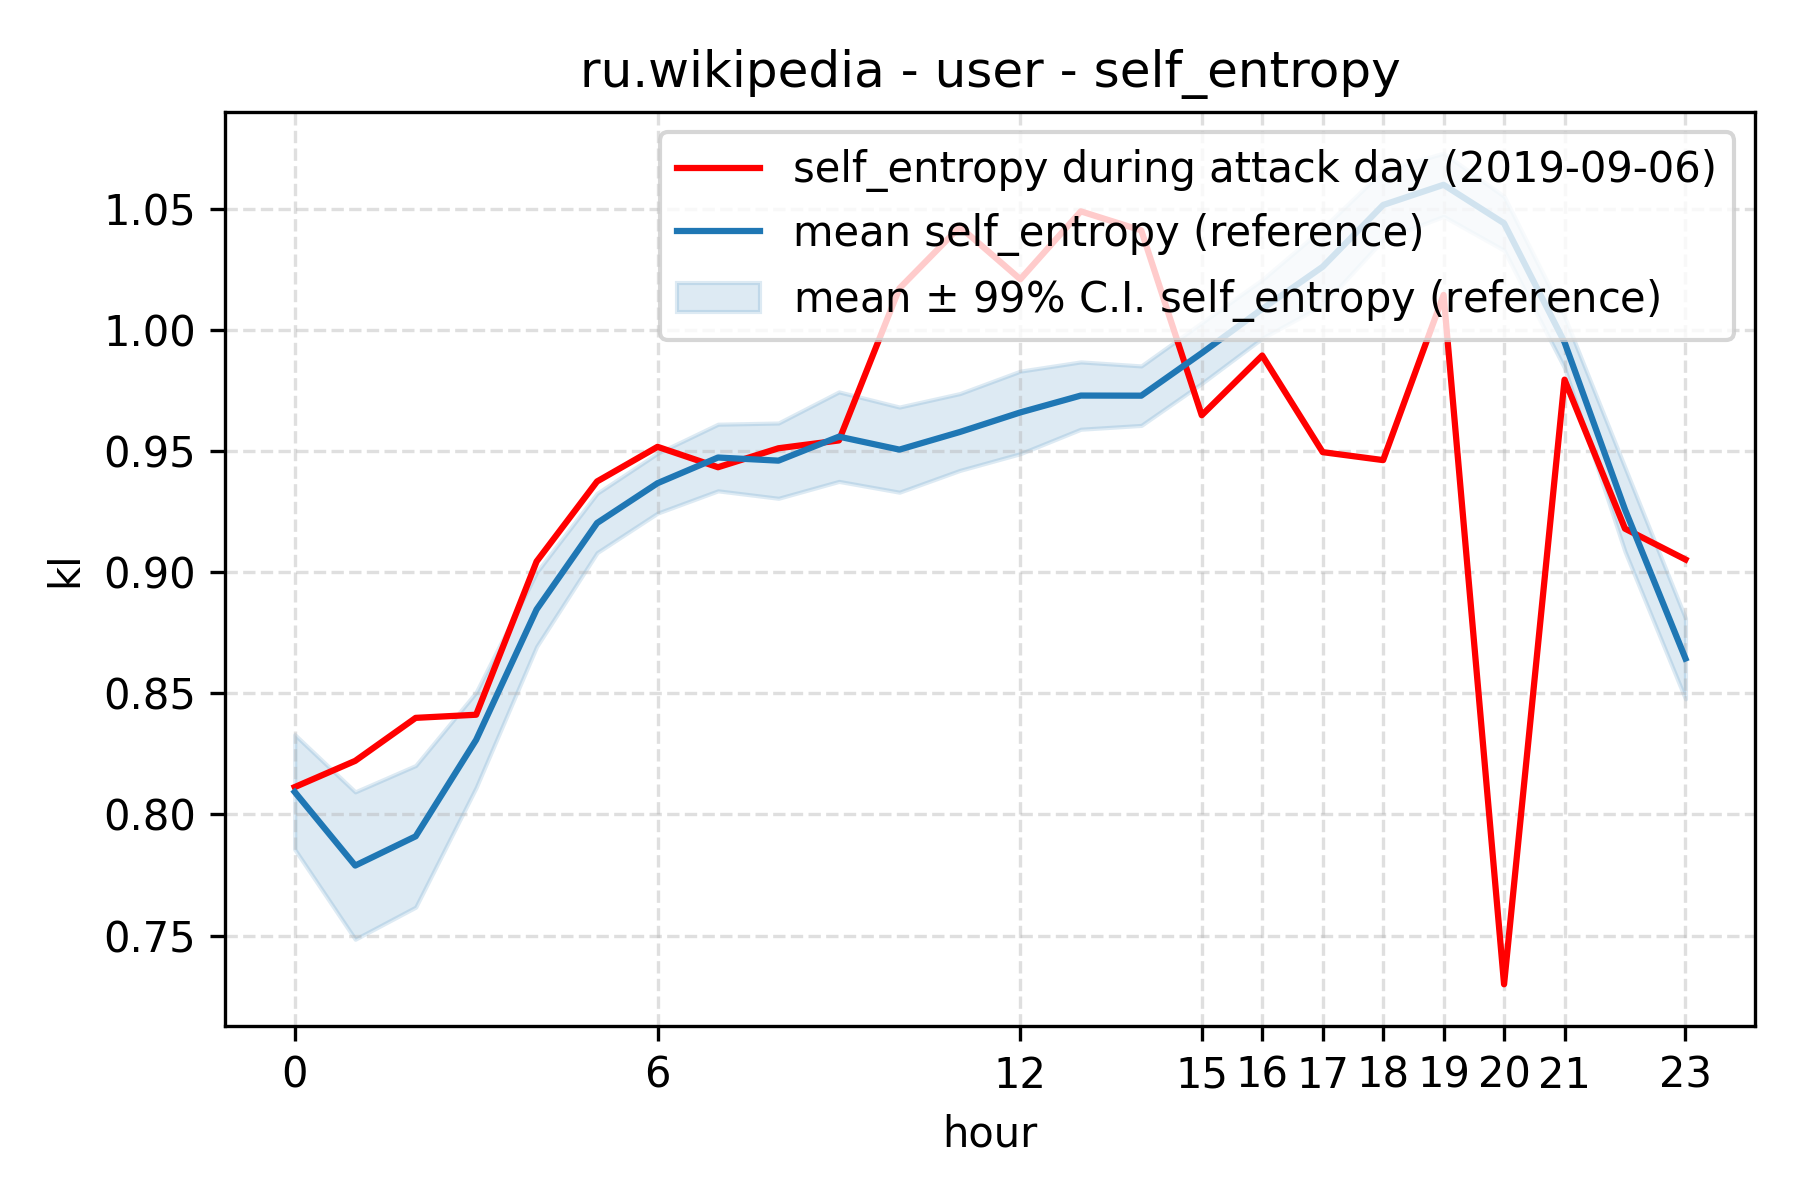 ru.wikipedia - user - self_entropy
self_entropy during attack day (2019-09-06)
mean self_entropy (reference)
mean ± 99% C.I. self_entropy (reference)
kl
1.05
1.00
0.95
0.90
0.85
0.80
0.75
0 6 12 15 16 17 18 19 20 21 23
hour